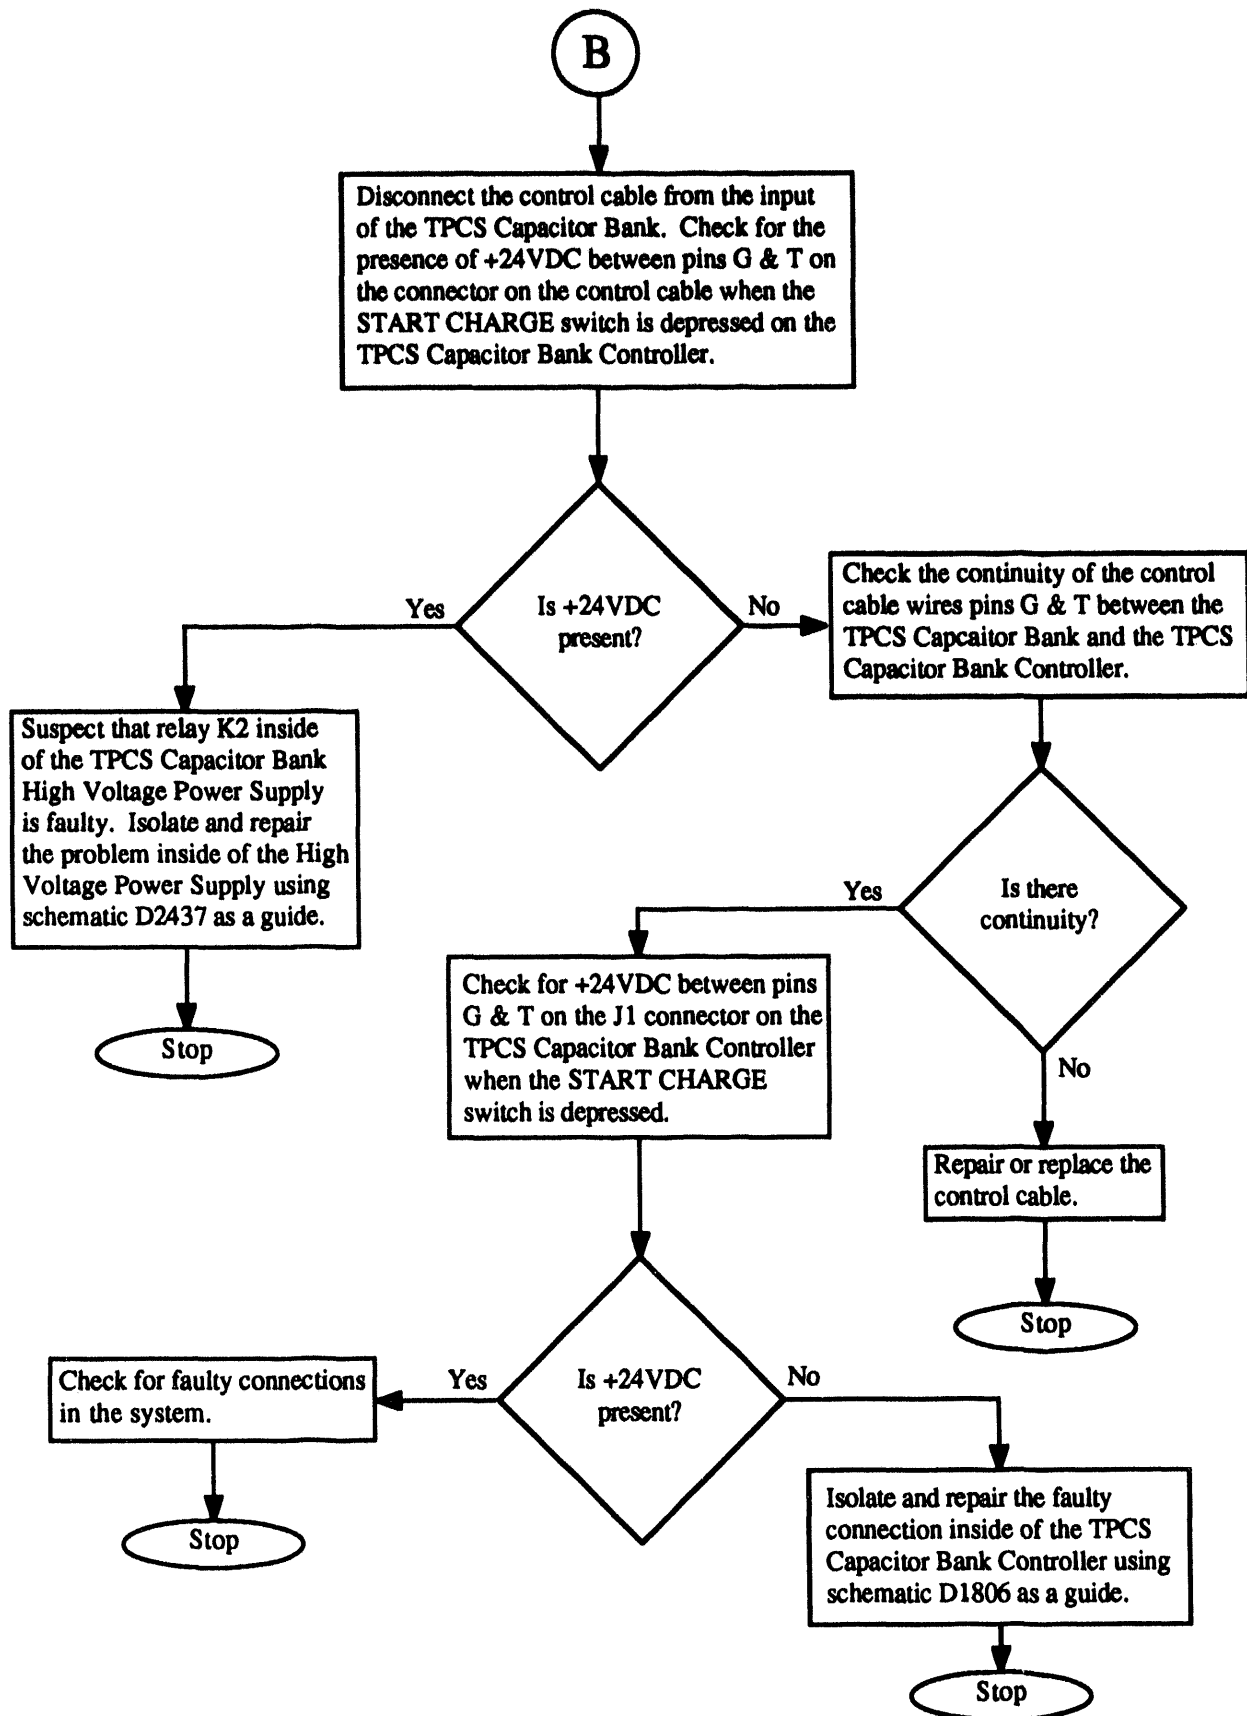 B
Disconnect the control cable from the input
of the TPCS Capacitor Bank. Check for the
presence of +24VDC between pins G & T on
the connector on the control cable when the
START CHARGE switch is depressed on the
TPCS Capacitor Bank Controller.
Is +24VDC
present?
Yes
No
Check the continuity of the control
cable wires pins G & T between the
TPCS Capcaitor Bank and the TPCS
Capacitor Bank Controller.
Suspect that relay K2 inside
of the TPCS Capacitor Bank
High Voltage Power Supply
is faulty. Isolate and repair
the problem inside of the High
Voltage Power Supply using
schematic D2437 as a guide.
Stop
Is there
continuity?
Yes
No
Check for +24VDC between pins
G & T on the J1 connector on the
TPCS Capacitor Bank Controller
when the START CHARGE
switch is depressed.
Repair or replace the
control cable.
Stop
Is +24VDC
present?
Yes
No
Check for faulty connections
in the system.
Stop
Isolate and repair the faulty
connection inside of the TPCS
Capacitor Bank Controller using
schematic D1806 as a guide.
Stop